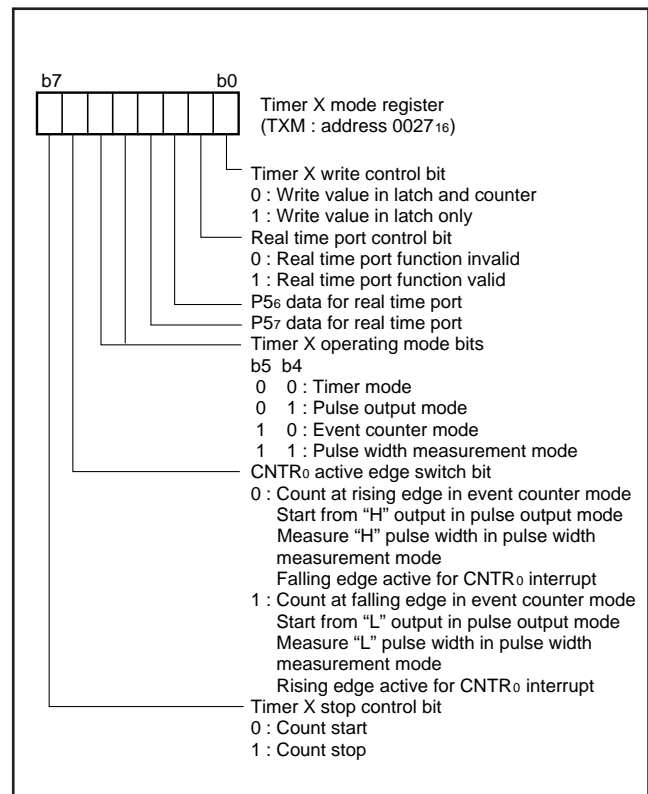 b7 b0
Timer X mode register
(TXM : address 0027₁₆)
Timer X write control bit
0 : Write value in latch and counter
1 : Write value in latch only
Real time port control bit
0 : Real time port function invalid
1 : Real time port function valid
P5₆ data for real time port
P5₇ data for real time port
Timer X operating mode bits
b5 b4
0 0 : Timer mode
0 1 : Pulse output mode
1 0 : Event counter mode
1 1 : Pulse width measurement mode
CNTR₀ active edge switch bit
0 : Count at rising edge in event counter mode
Start from “H” output in pulse output mode
Measure “H” pulse width in pulse width
measurement mode
Falling edge active for CNTR₀ interrupt
1 : Count at falling edge in event counter mode
Start from “L” output in pulse output mode
Measure “L” pulse width in pulse width
measurement mode
Rising edge active for CNTR₀ interrupt
Timer X stop control bit
0 : Count start
1 : Count stop